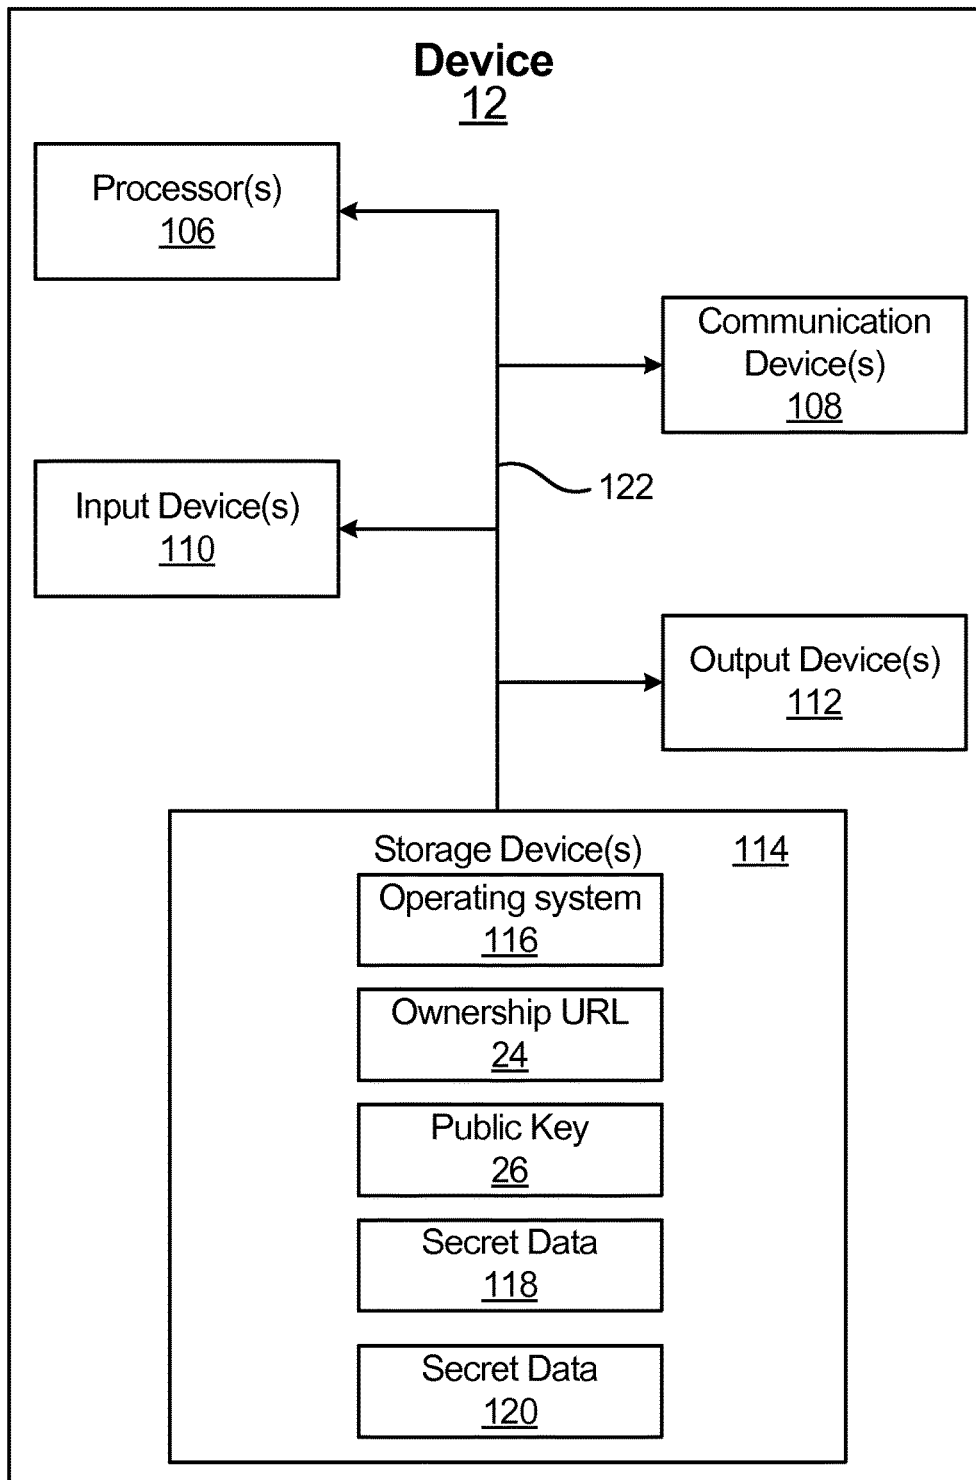 Device
12
Processor(s)
106
Communication
Device(s)
108
122
Input Device(s)
110
Output Device(s)
112
Storage Device(s) 114
Operating system
116
Ownership URL
24
Public Key
26
Secret Data
118
Secret Data
120